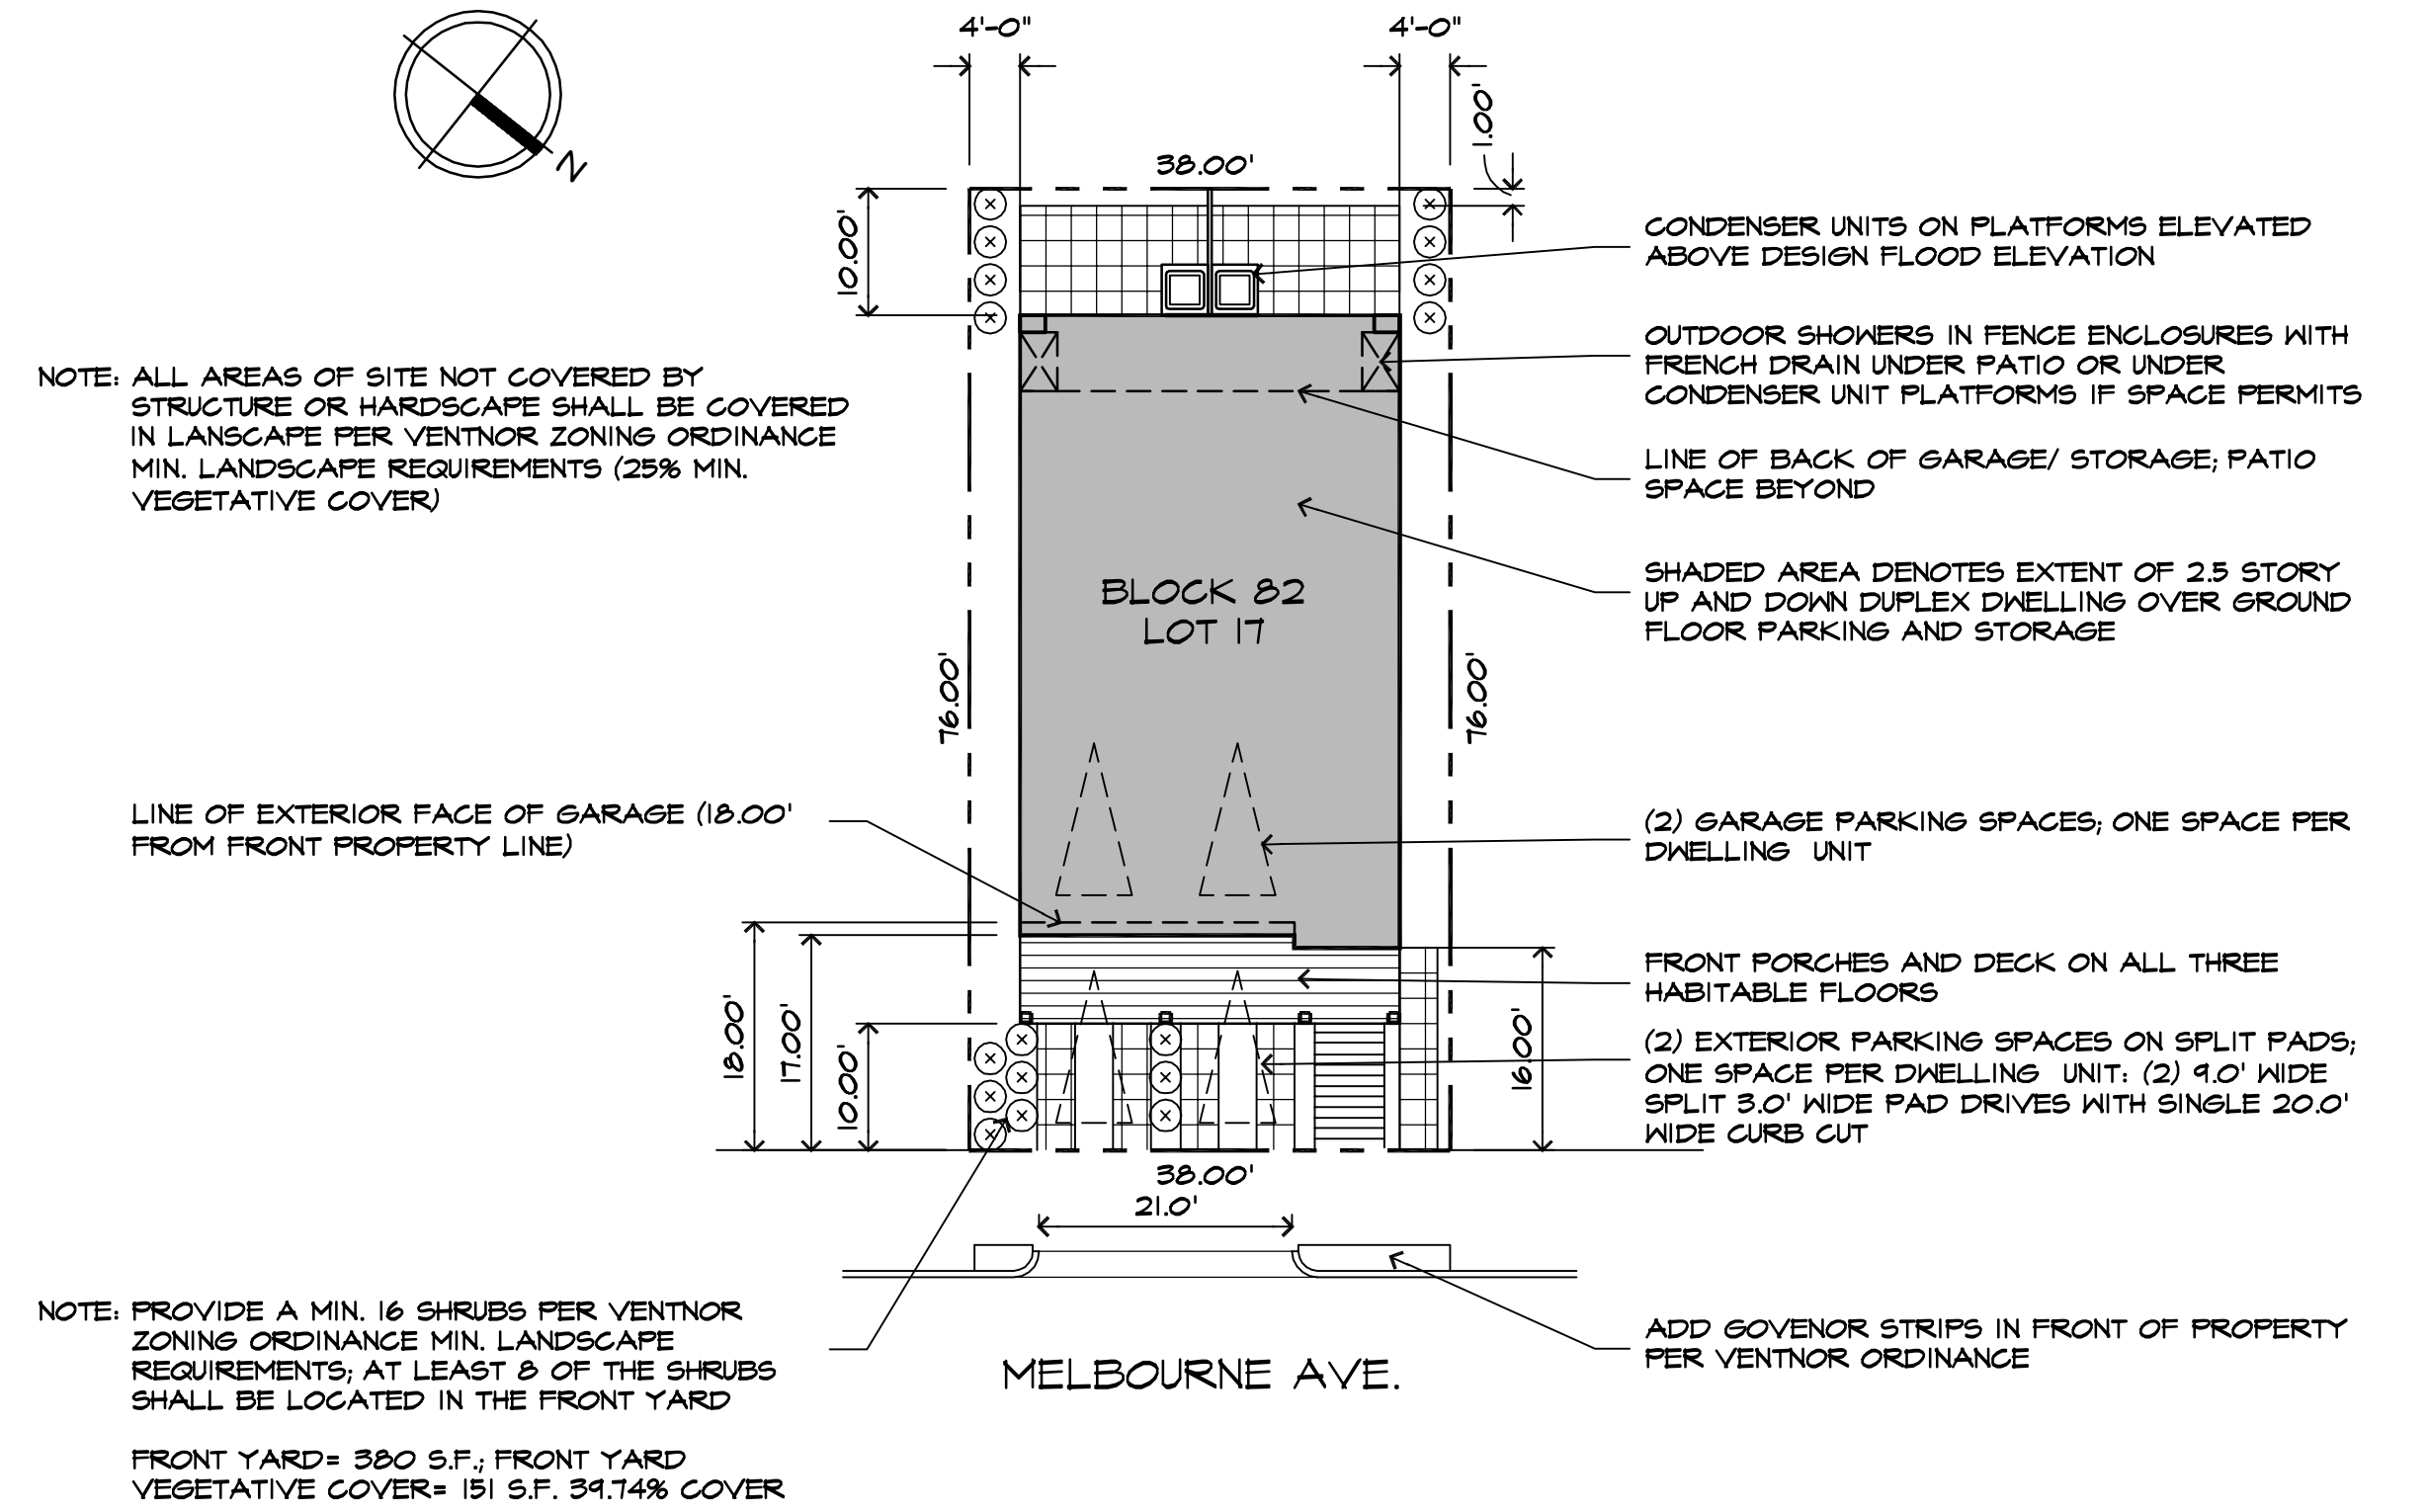 4'-0"
4'-0"
1.00'
N
38.00'
10.00'
CONDENSER UNITS ON PLATFORMS ELEVATED
ABOVE DESIGN FLOOD ELEVATION
OUTDOOR SHOWERS IN FENCE ENCLOSURES WITH
FRENCH DRAIN UNDER PATIO OR UNDER
CONDENSER UNIT PLATFORMS IF SPACE PERMITS
NOTE: ALL AREAS OF SITE NOT COVERED BY
STRUCTURE OR HARDSCAPE SHALL BE COVERED
IN LANSCAPE PER VENTNOR ZONING ORDINANCE
MIN. LANDSCAPE REQUIREMENTS (25% MIN.
VEGETATIVE COVER)
LINE OF BACK OF GARAGE/ STORAGE; PATIO
SPACE BEYOND
SHADED AREA DENOTES EXTENT OF 2.5 STORY
UP AND DOWN DUPLEX DWELLING OVER GROUND
FLOOR PARKING AND STORAGE
BLOCK 82
LOT 17
76.00'
76.00'
LINE OF EXTERIOR FACE OF GARAGE (18.00'
FROM FRONT PROPERTY LINE)
(2) GARAGE PARKING SPACES; ONE SPACE PER
DWELLING UNIT
FRONT PORCHES AND DECK ON ALL THREE
HABITABLE FLOORS
18.00'
17.00'
10.00'
16.00'
(2) EXTERIOR PARKING SPACES ON SPLIT PADS;
ONE SPACE PER DWELLING UNIT: (2) 9.0' WIDE
SPLIT 3.0' WIDE PAD DRIVES WITH SINGLE 20.0'
WIDE CURB CUT
38.00'
21.0'
NOTE: PROVIDE A MIN. 16 SHRUBS PER VENTNOR
ZONING ORDINANCE MIN. LANDSCAPE
REQUIREMENTS; AT LEAST 8 OF THE SHRUBS
SHALL BE LOCATED IN THE FRONT YARD
FRONT YARD= 380 S.F.; FRONT YARD
VEGETATIVE COVER= 151 S.F. 39.74% COVER
MELBOURNE AVE.
ADD GOVENOR STRIPS IN FRONT OF PROPERTY
PER VENTNOR ORDINANCE